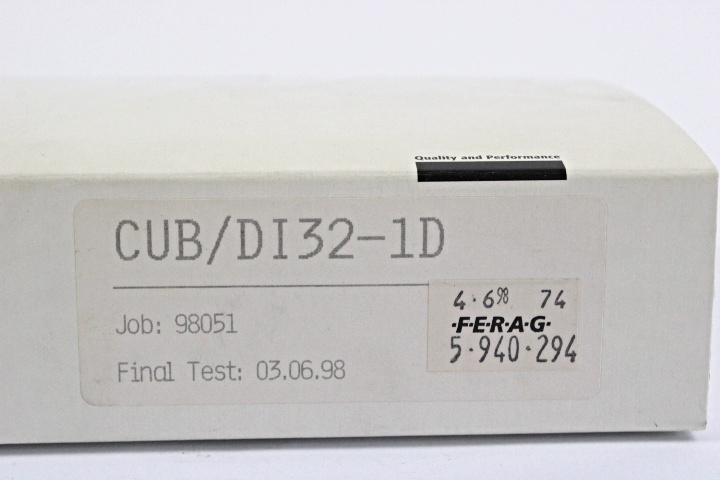 Quality and Performance
CUB/DI32-1D
Job: 98051
Final Test: 03.06.98
4·6 98 74
·F·E·R·A·G·
5·940·294